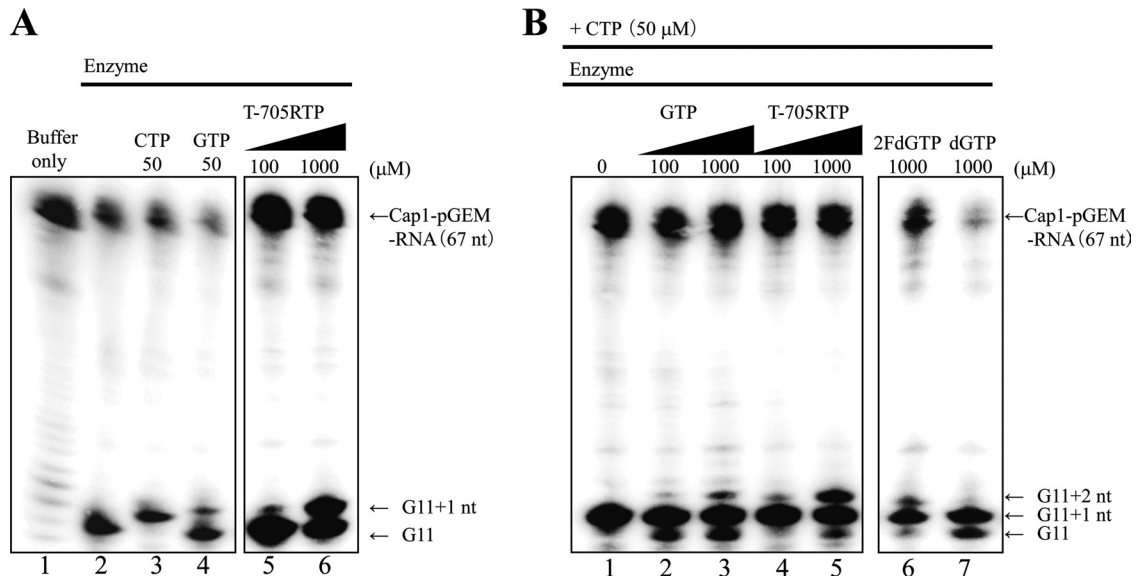 A
Enzyme
T-705RTP
Buffer only
CTP 50
GTP 50
100
1000
(μM)
←Cap1-pGEM
-RNA(67 nt)
← G11+1 nt
← G11
1 2 3 4 5 6
B
+ CTP (50 μM)
Enzyme
GTP
T-705RTP
2FdGTP
dGTP
0
100
1000
100
1000
1000
1000
(μM)
←Cap1-pGEM
-RNA(67 nt)
← G11+2 nt
← G11+1 nt
← G11
1 2 3 4 5 6 7